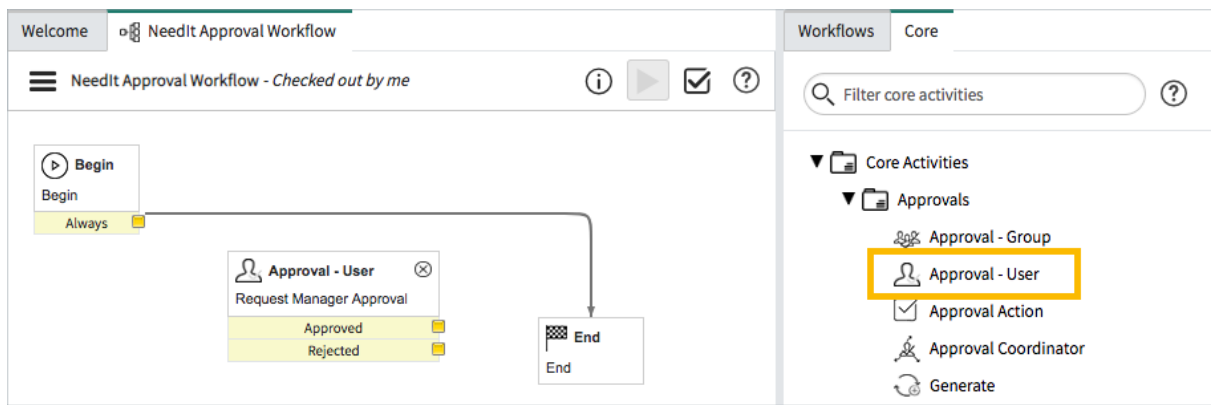 Welcome
NeedIt Approval Workflow
Workflows
Core
NeedIt Approval Workflow - Checked out by me
Filter core activities
Begin
Begin
Always
Approval - User
Request Manager Approval
Approved
Rejected
End
End
Core Activities
Approvals
Approval - Group
Approval - User
Approval Action
Approval Coordinator
Generate